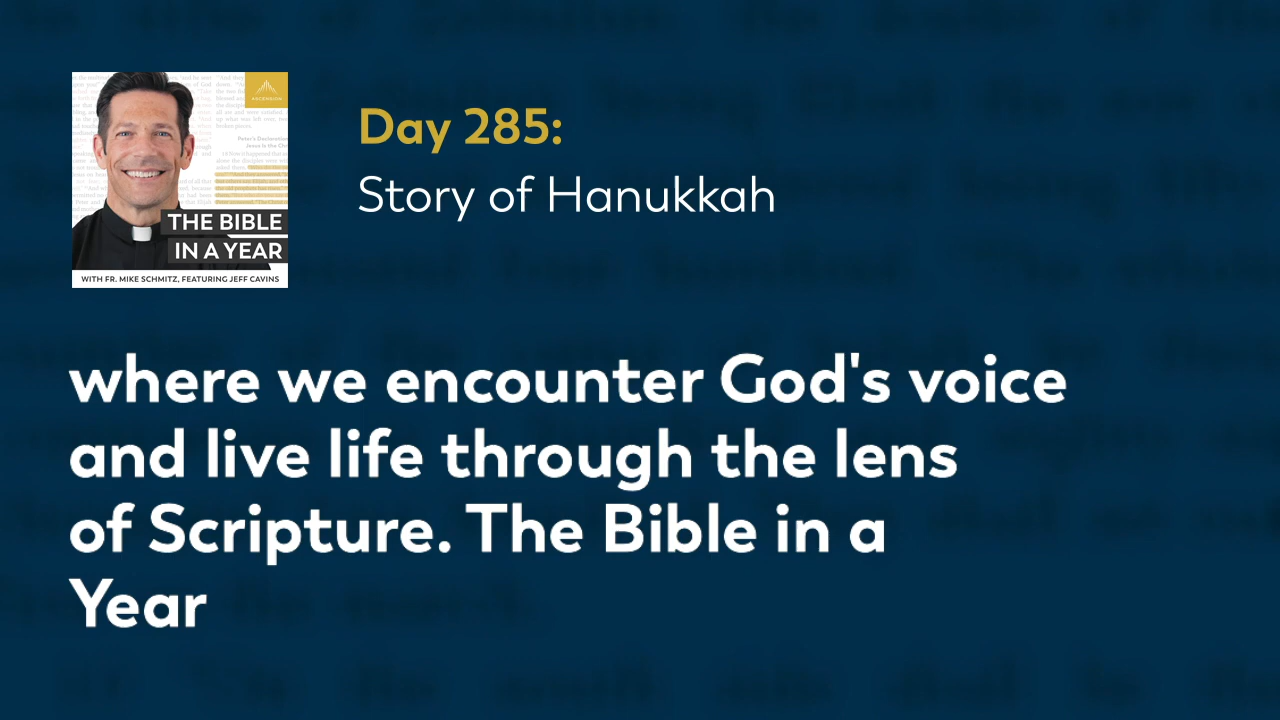 ASCENSION
THE BIBLE
IN A YEAR
WITH FR. MIKE SCHMITZ, FEATURING JEFF CAVINS
Day 285:
Story of Hanukkah
where we encounter God's voice
and live life through the lens
of Scripture. The Bible in a
Year